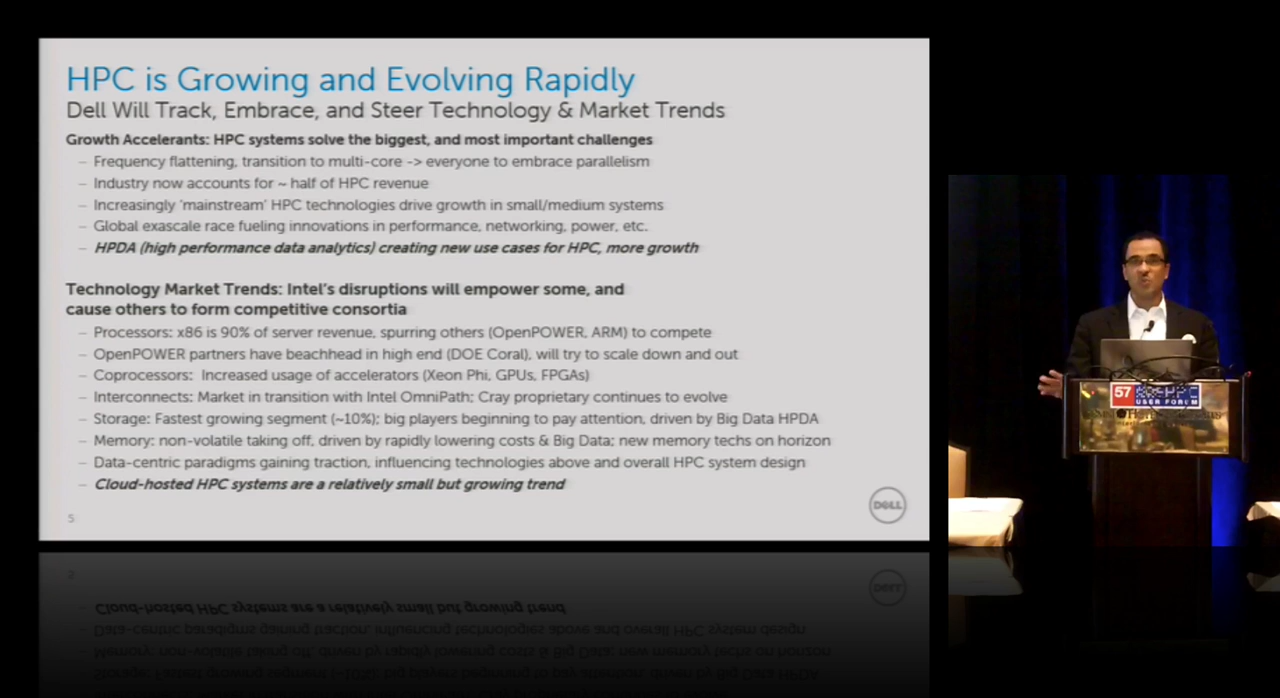 HPC is Growing and Evolving Rapidly
Dell Will Track, Embrace, and Steer Technology & Market Trends
Growth Accelerants: HPC systems solve the biggest, and most important challenges
– Frequency flattening, transition to multi-core -> everyone to embrace parallelism
– Industry now accounts for ~ half of HPC revenue
– Increasingly 'mainstream' HPC technologies drive growth in small/medium systems
– Global exascale race fueling innovations in performance, networking, power, etc.
– HPDA (high performance data analytics) creating new use cases for HPC, more growth
Technology Market Trends: Intel's disruptions will empower some, and
cause others to form competitive consortia
– Processors: x86 is 90% of server revenue, spurring others (OpenPOWER, ARM) to compete
– OpenPOWER partners have beachhead in high end (DOE Coral), will try to scale down and out
– Coprocessors: Increased usage of accelerators (Xeon Phi, GPUs, FPGAs)
– Interconnects: Market in transition with Intel OmniPath; Cray proprietary continues to evolve
– Storage: Fastest growing segment (~10%); big players beginning to pay attention, driven by Big Data HPDA
– Memory: non-volatile taking off, driven by rapidly lowering costs & Big Data; new memory techs on horizon
– Data-centric paradigms gaining traction, influencing technologies above and overall HPC system design
– Cloud-hosted HPC systems are a relatively small but growing trend
5
DELL
57
HPC
USER FORUM